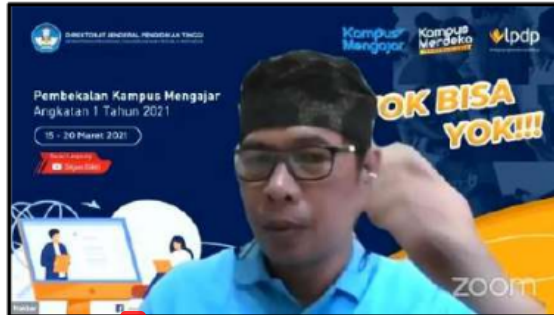 DIREKTORAT JENDERAL PENDIDIKAN TINGGI
Kampus
Mengajar
Kampus
Merdeka
lpdp
Pembekalan Kampus Mengajar
Angkatan 1 Tahun 2021
15 - 20 Maret 2021
OK BISA
YOK!!!
zoom